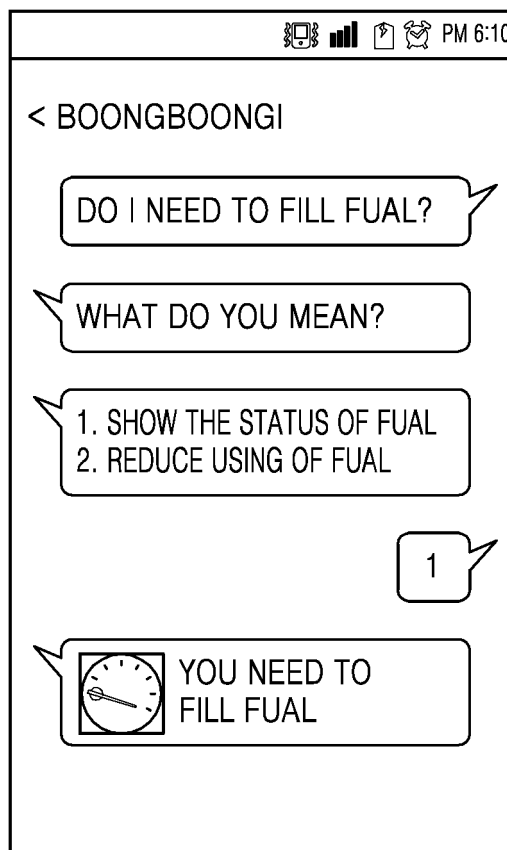 PM 6:10
< BOONGBOONGI
DO I NEED TO FILL FUAL?
WHAT DO YOU MEAN?
1. SHOW THE STATUS OF FUAL
2. REDUCE USING OF FUAL
1
YOU NEED TO
FILL FUAL